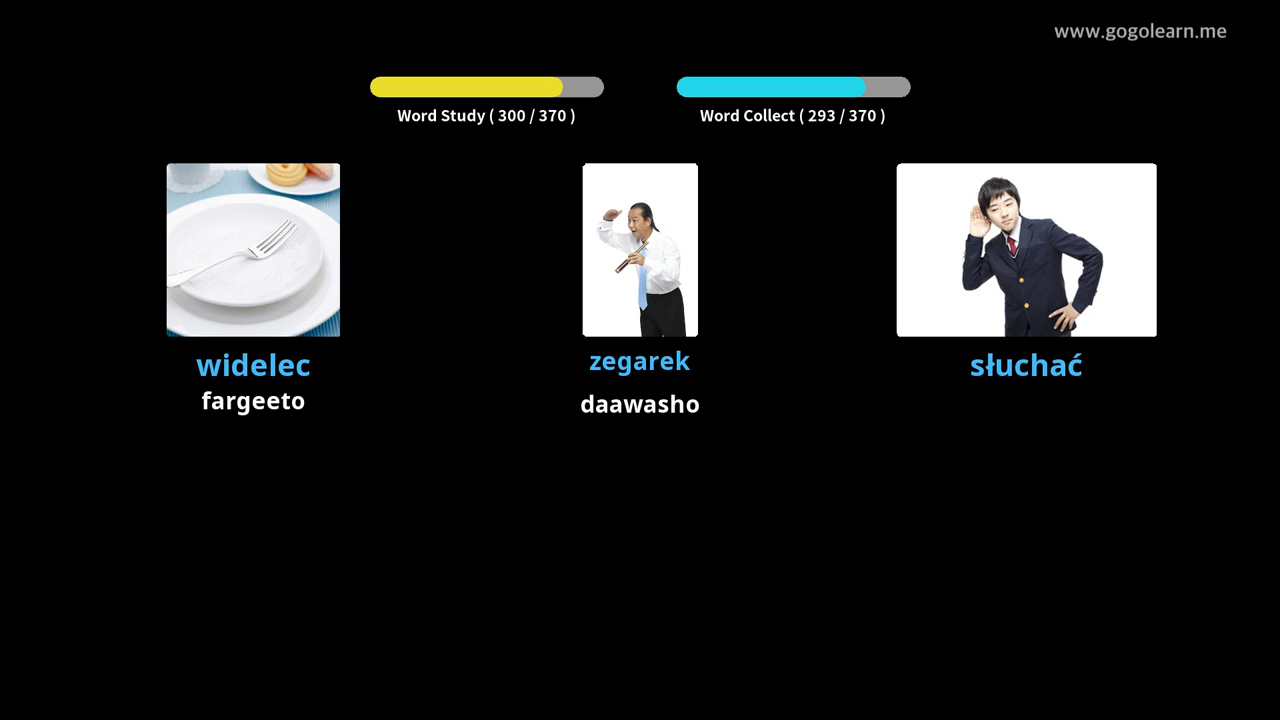 www.gogolearn.me
Word Study ( 300 / 370 )
Word Collect ( 293 / 370 )
widelec
fargeeto
zegarek
daawasho
słuchać